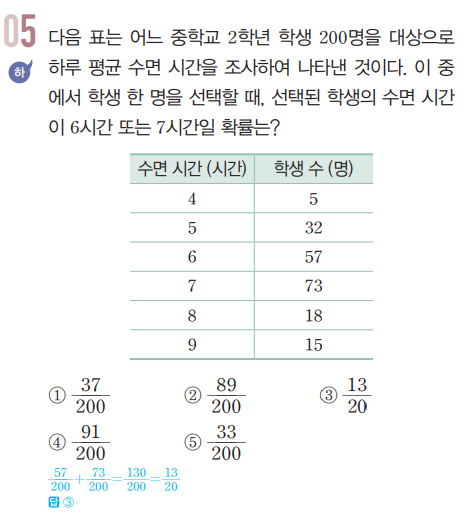 05
하
다음 표는 어느 중학교 2학년 학생 200명을 대상으로
하루 평균 수면 시간을 조사하여 나타낸 것이다. 이 중
에서 학생 한 명을 선택할 때, 선택된 학생의 수면 시간
이 6시간 또는 7시간일 확률은?
수면 시간 (시간) 학생 수 (명)
4 5
5 32
6 57
7 73
8 18
9 15
① 37/200 ② 89/200 ③ 13/20
④ 91/200 ⑤ 33/200
57/200 + 73/200 = 130/200 = 13/20
답 ③